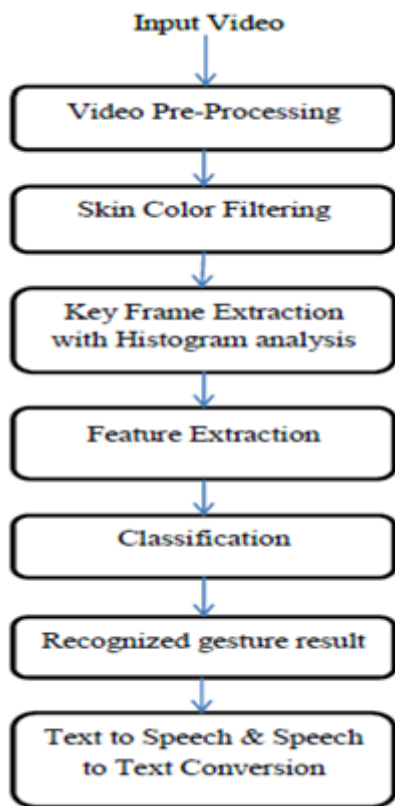 Input Video
Video Pre-Processing
Skin Color Filtering
Key Frame Extraction
with Histogram analysis
Feature Extraction
Classification
Recognized gesture result
Text to Speech & Speech
to Text Conversion